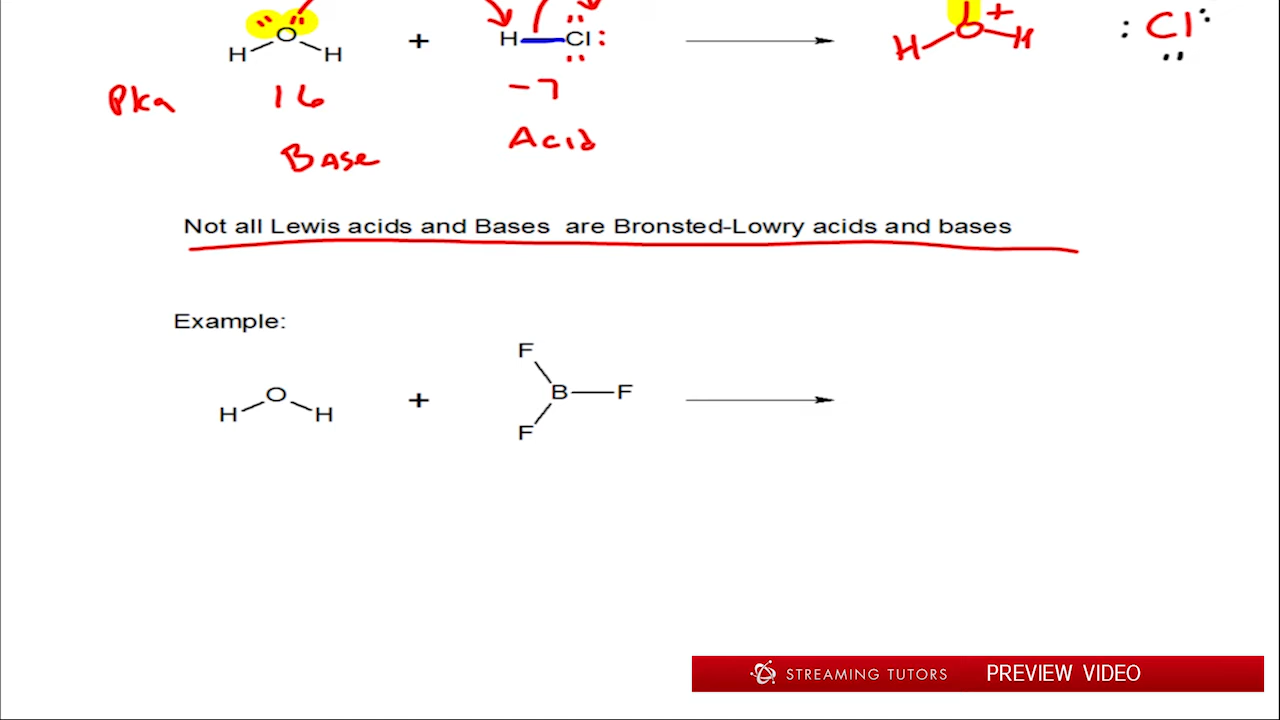 H O H + H Cl: O + H H : Cl :
Pka 16 -7
Base Acid
Not all Lewis acids and Bases are Bronsted-Lowry acids and bases
Example:
H O H + F B F F
STREAMING TUTORS PREVIEW VIDEO